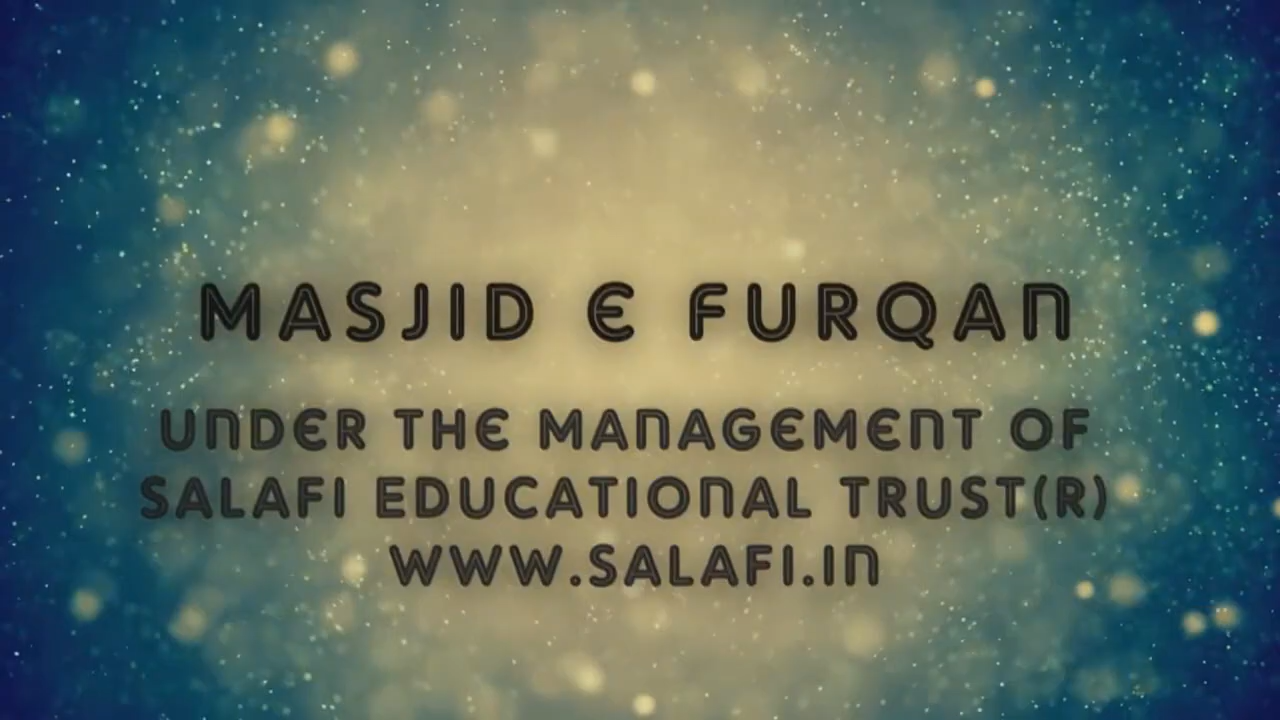 MASJID E FURQAN
UNDER THE MANAGEMENT OF
SALAFI EDUCATIONAL TRUST(R)
WWW.SALAFI.IN